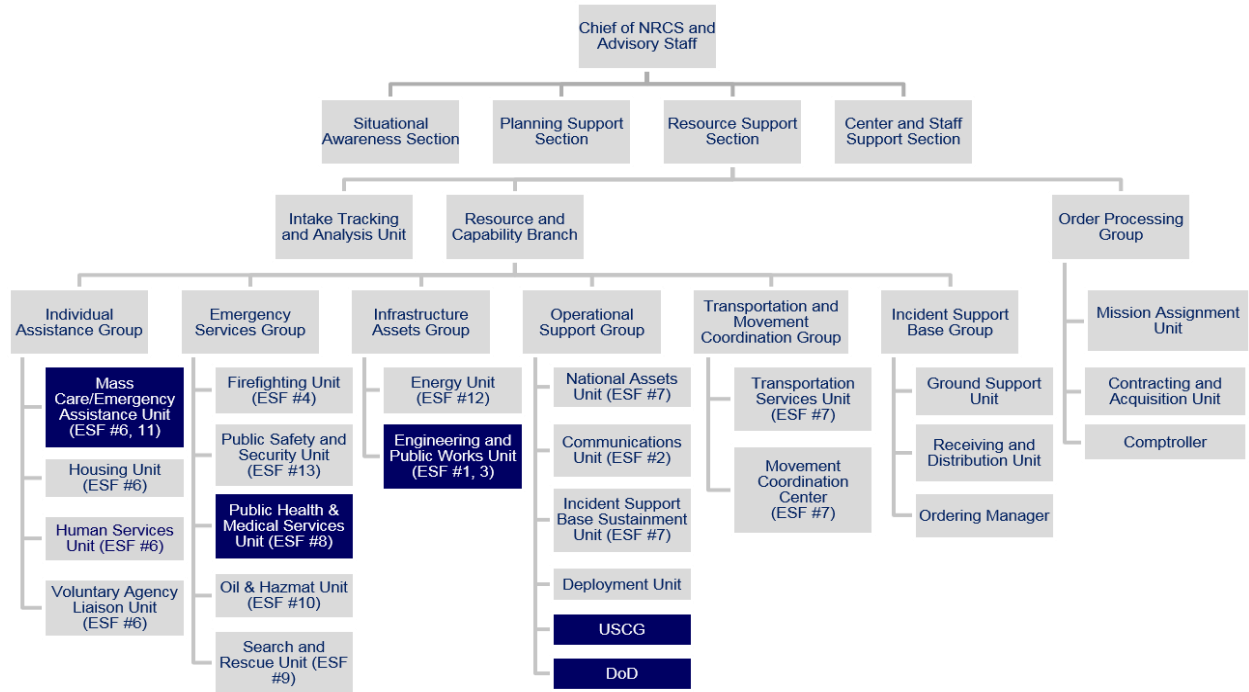 Chief of NRCS and
Advisory Staff
Situational
Awareness Section
Planning Support
Section
Resource Support
Section
Center and Staff
Support Section
Intake Tracking
and Analysis Unit
Resource and
Capability Branch
Order Processing
Group
Individual
Assistance Group
Emergency
Services Group
Infrastructure
Assets Group
Operational
Support Group
Transportation and
Movement
Coordination Group
Incident Support
Base Group
Mass
Care/Emergency
Assistance Unit
(ESF #6, 11)
Housing Unit
(ESF #6)
Human Services
Unit (ESF #6)
Voluntary Agency
Liaison Unit
(ESF #6)
Firefighting Unit
(ESF #4)
Public Safety and
Security Unit
(ESF #13)
Public Health &
Medical Services
Unit (ESF #8)
Oil & Hazmat Unit
(ESF #10)
Search and
Rescue Unit (ESF
#9)
Energy Unit
(ESF #12)
Engineering and
Public Works Unit
(ESF #1, 3)
National Assets
Unit (ESF #7)
Communications
Unit (ESF #2)
Incident Support
Base Sustainment
Unit (ESF #7)
Deployment Unit
USCG
DoD
Transportation
Services Unit
(ESF #7)
Movement
Coordination
Center
(ESF #7)
Ground Support
Unit
Receiving and
Distribution Unit
Ordering Manager
Mission Assignment
Unit
Contracting and
Acquisition Unit
Comptroller